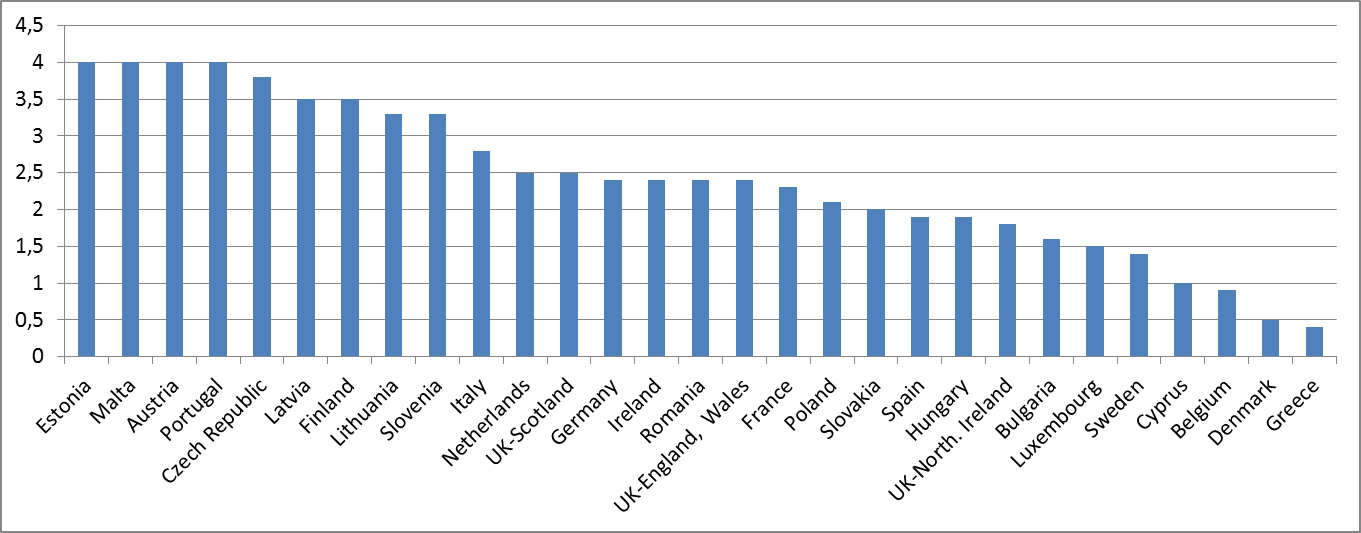 4,5
4
3,5
3
2,5
2
1,5
1
0,5
0
Estonia
Malta
Austria
Portugal
Czech Republic
Latvia
Finland
Lithuania
Slovenia
Italy
Netherlands
UK-Scotland
Germany
Ireland
Romania
UK-England, Wales
France
Poland
Slovakia
Spain
Hungary
UK-North. Ireland
Bulgaria
Luxembourg
Sweden
Cyprus
Belgium
Denmark
Greece